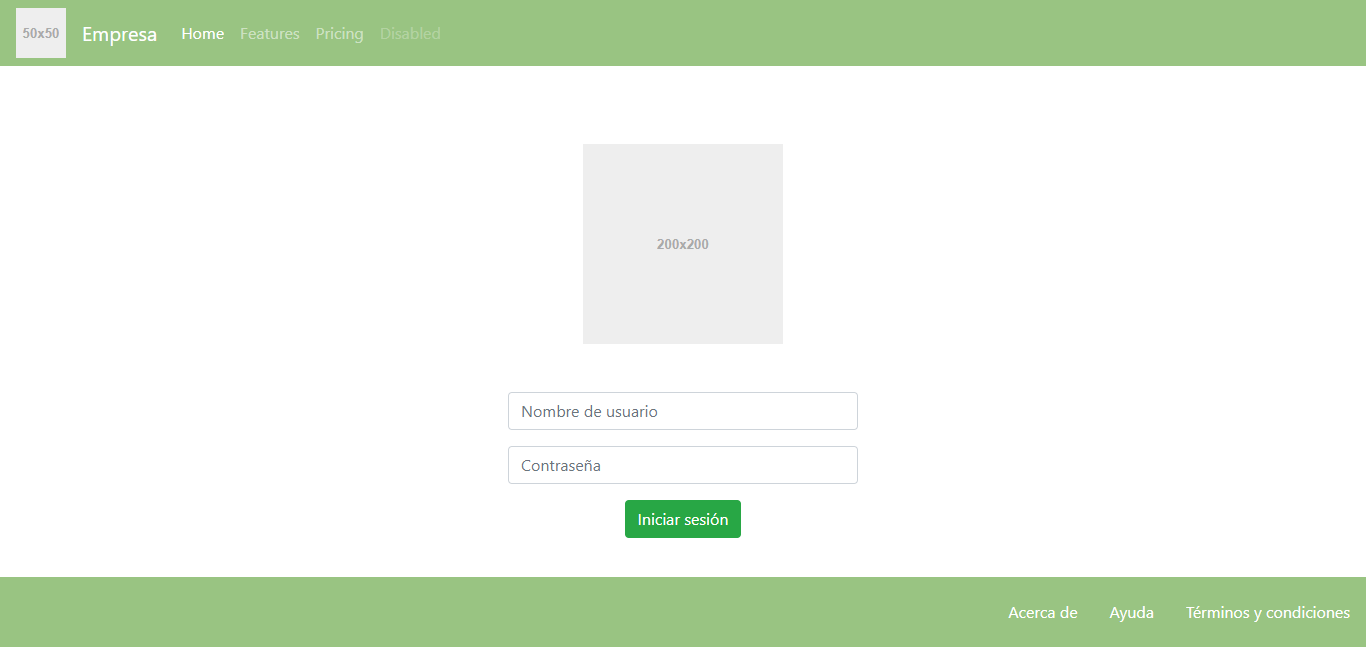 50x50 Empresa Home Features Pricing Disabled
200x200
Nombre de usuario
Contraseña
Iniciar sesión
Acerca de Ayuda Términos y condiciones